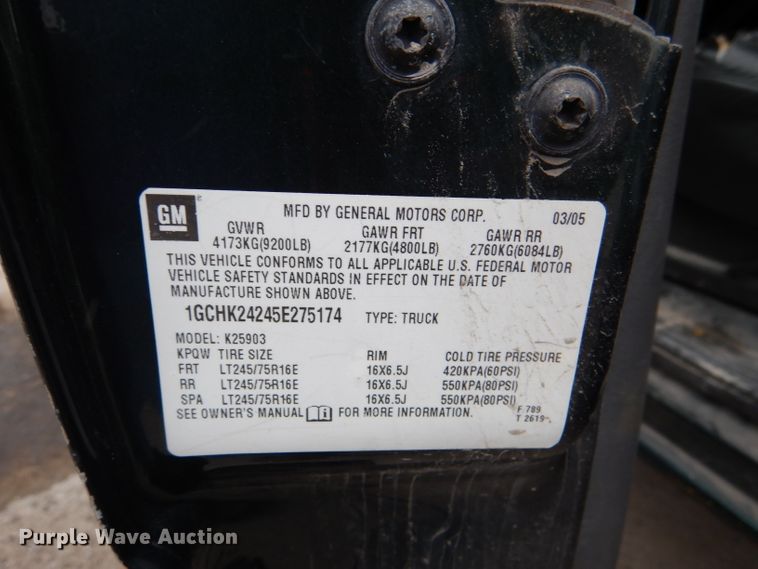 GM
MFD BY GENERAL MOTORS CORP. 03/05
GVWR GAWR FRT GAWR RR
4173KG(9200LB) 2177KG(4800LB) 2760KG(6084LB)
THIS VEHICLE CONFORMS TO ALL APPLICABLE U.S. FEDERAL MOTOR
VEHICLE SAFETY STANDARDS IN EFFECT ON THE DATE OF
MANUFACTURE SHOWN ABOVE.
1GCHK24245E275174 TYPE: TRUCK
MODEL: K25903
KPQW TIRE SIZE RIM COLD TIRE PRESSURE
FRT LT245/75R16E 16X6.5J 420KPA(60PSI)
RR LT245/75R16E 16X6.5J 550KPA(80PSI)
SPA LT245/75R16E 16X6.5J 550KPA(80PSI)
SEE OWNER'S MANUAL FOR MORE INFORMATION.
F 789
T 2619
Purple Wave Auction